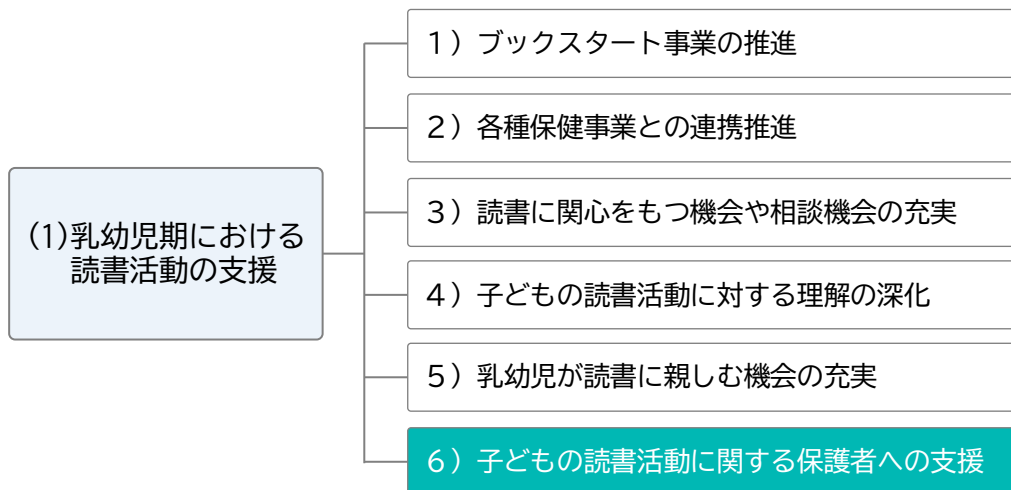 (1)乳幼児期における
読書活動の支援
１）ブックスタート事業の推進
２）各種保健事業との連携推進
３）読書に関心をもつ機会や相談機会の充実
４）子どもの読書活動に対する理解の深化
５）乳幼児が読書に親しむ機会の充実
６）子どもの読書活動に関する保護者への支援